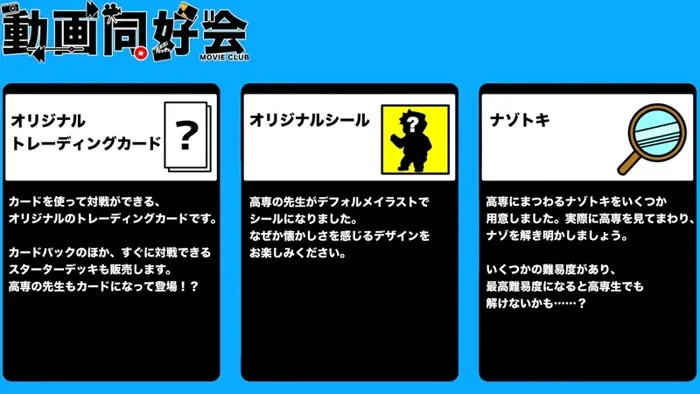 動画同好会
MOVIE CLUB
オリジナル
トレーディングカード
?
カードを使って対戦ができる、
オリジナルのトレーディングカードです。
カードパックのほか、すぐに対戦できる
スターターデッキも販売します。
高専の先生もカードになって登場!?
オリジナルシール
?
高専の先生がデフォルメイラストで
シールになりました。
なぜか懐かしさを感じるデザインを
お楽しみください。
ナゾトキ
高専にまつわるナゾトキをいくつか
用意しました。実際に高専を見てまわり、
ナゾを解き明かしましょう。
いくつかの難易度があり、
最高難易度になると高専生でも
解けないかも……?